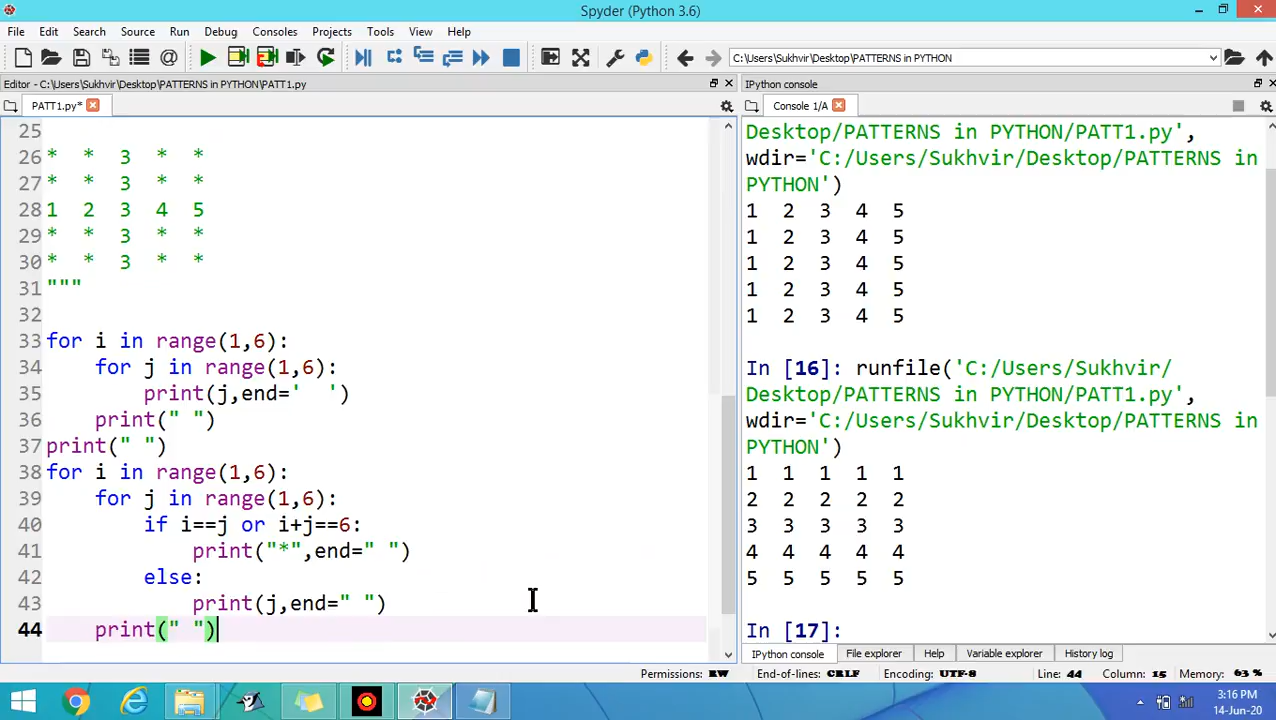 Spyder (Python 3.6)
File Edit Search Source Run Debug Consoles Projects Tools View Help
C:\Users\Sukhvir\Desktop\PATTERNS in PYTHON
Editor - C:\Users\Sukhvir\Desktop\PATTERNS in PYTHON\PATT1.py
PATT1.py*
25
26 * * 3 * *
27 * * 3 * *
28 1 2 3 4 5
29 * * 3 * *
30 * * 3 * *
31 """
32
33 for i in range(1,6):
34     for j in range(1,6):
35         print(j,end='  ')
36     print(" ")
37 print(" ")
38 for i in range(1,6):
39     for j in range(1,6):
40         if i==j or i+j==6:
41             print("*",end=" ")
42         else:
43             print(j,end=" ")
44     print(" ")
IPython console
Console 1/A
Desktop/PATTERNS in PYTHON/PATT1.py',
wdir='C:/Users/Sukhvir/Desktop/PATTERNS in
PYTHON')
1 2 3 4 5
1 2 3 4 5
1 2 3 4 5
1 2 3 4 5
1 2 3 4 5
In [16]: runfile('C:/Users/Sukhvir/
Desktop/PATTERNS in PYTHON/PATT1.py',
wdir='C:/Users/Sukhvir/Desktop/PATTERNS in
PYTHON')
1 1 1 1 1
2 2 2 2 2
3 3 3 3 3
4 4 4 4 4
5 5 5 5 5
In [17]:
IPython console File explorer Help Variable explorer History log
Permissions: RW End-of-lines: CRLF Encoding: UTF-8 Line: 44 Column: 15 Memory: 63 %
3:16 PM
14-Jun-20